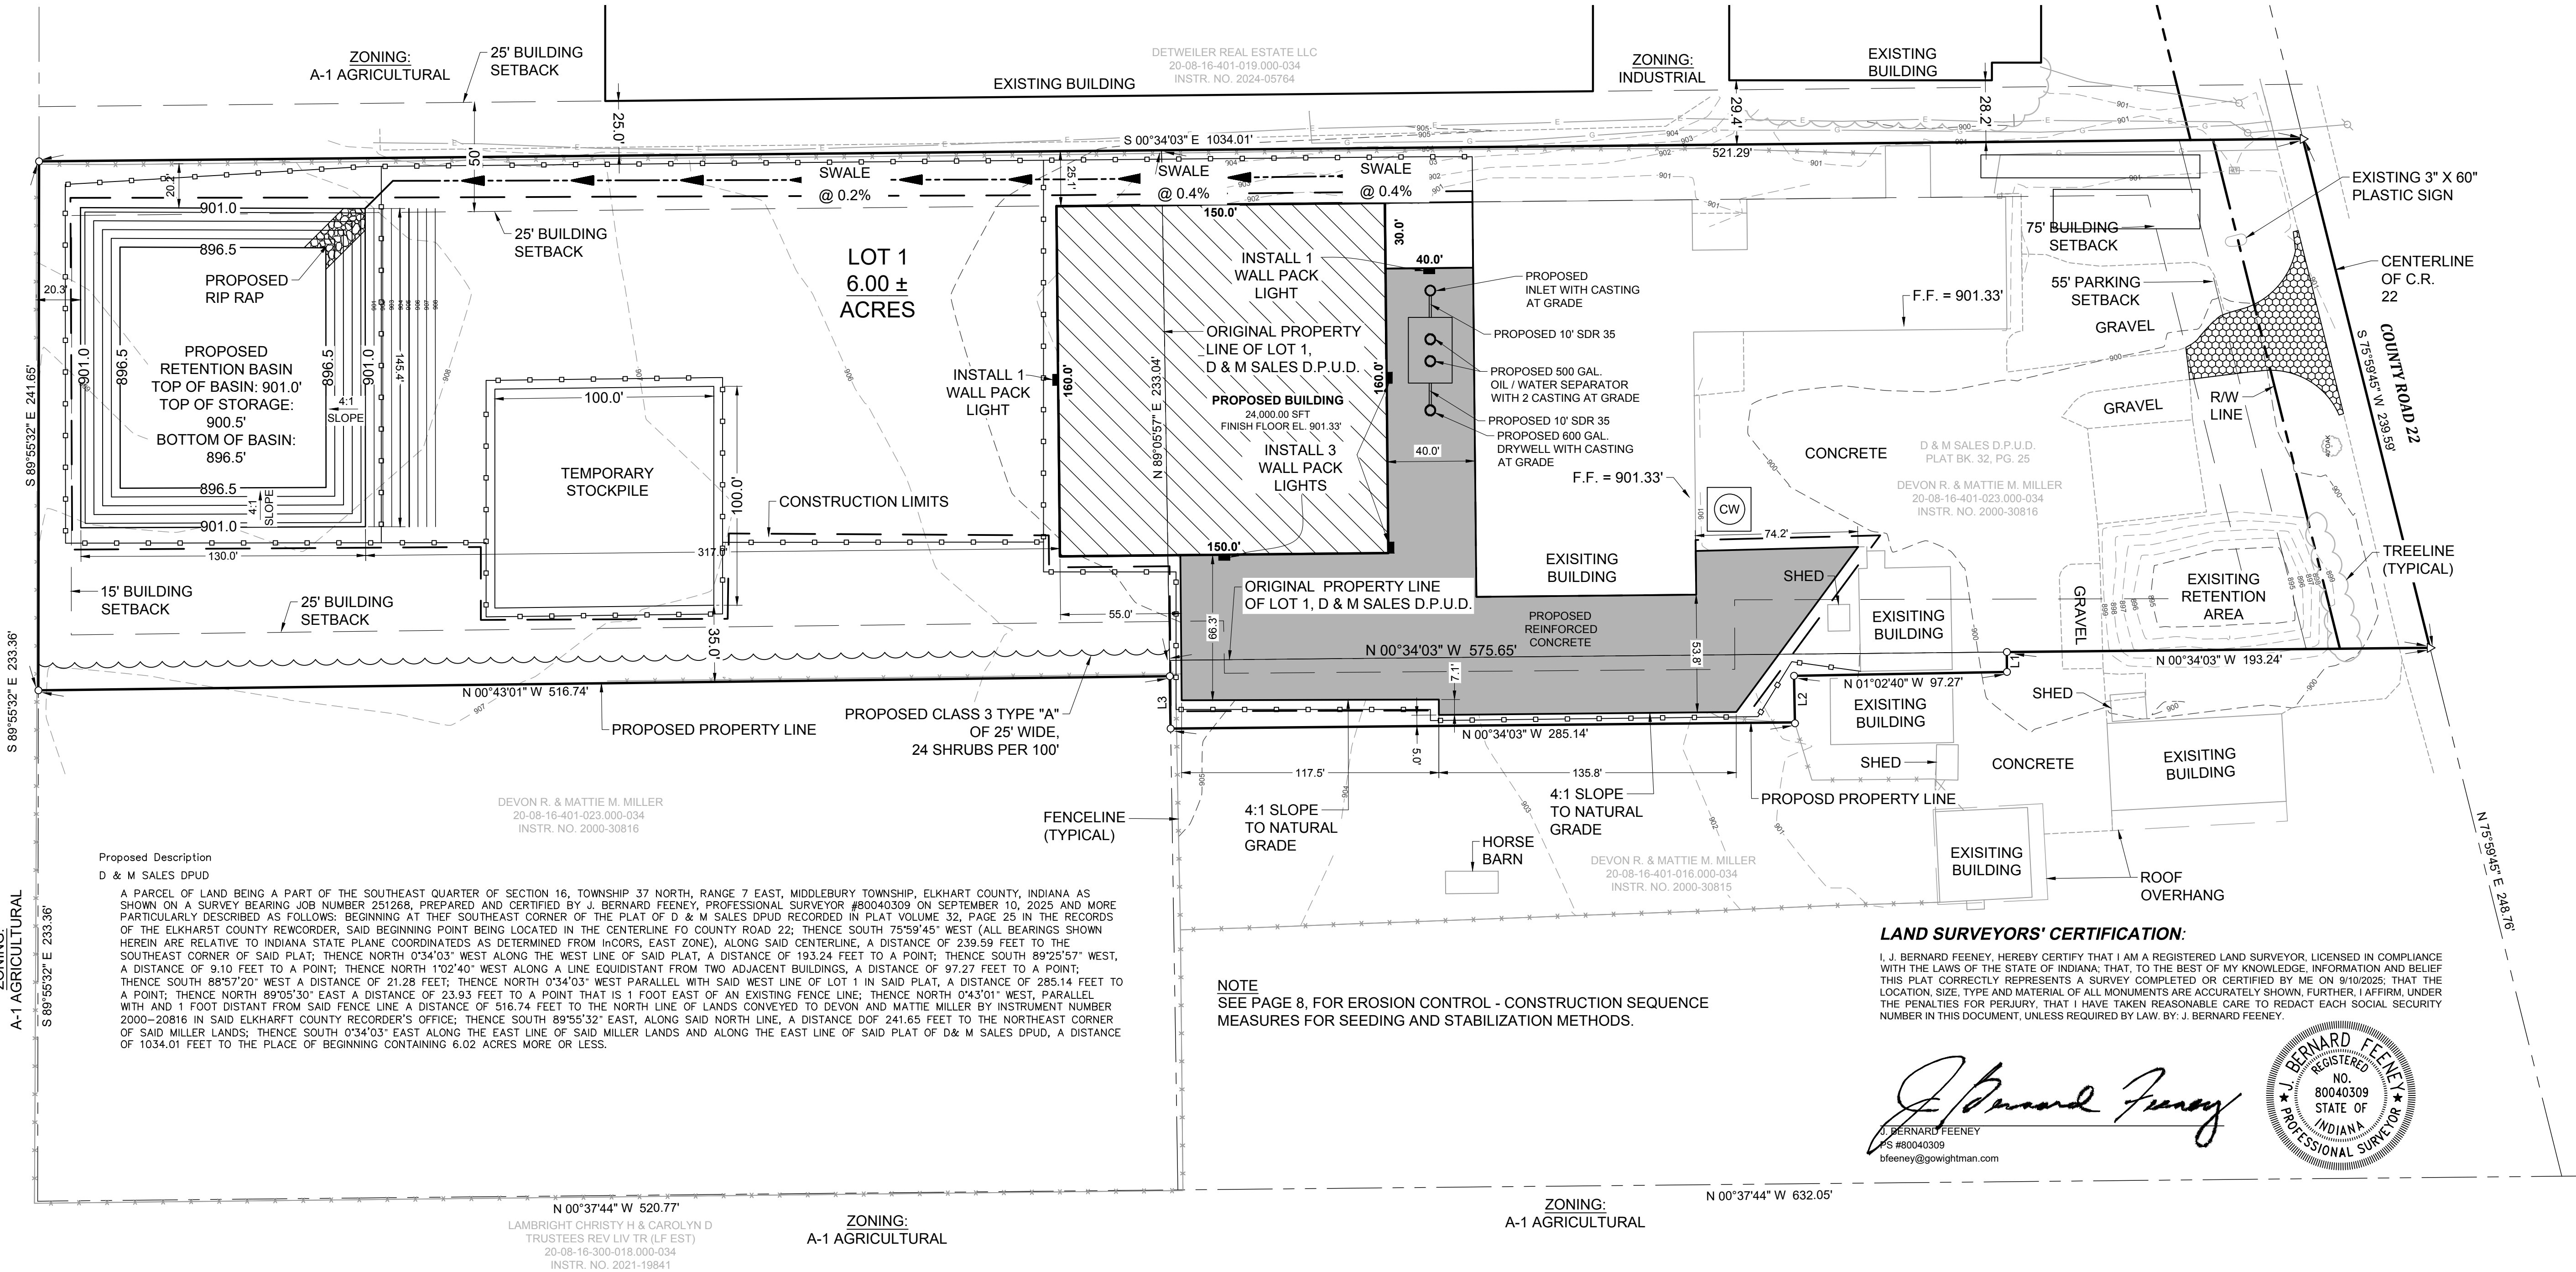 ZONING:
A-1 AGRICULTURAL
25' BUILDING
SETBACK
EXISTING BUILDING
DETWEILER REAL ESTATE LLC
20-08-16-401-019.000-034
INSTR. NO. 2024-05764
ZONING:
INDUSTRIAL
EXISTING
BUILDING
25.0'
29.4'
28.2'
50'
S 00°34'03" E 1034.01'
521.29'
20.2'
25.1'
SWALE
@ 0.2%
SWALE
@ 0.4%
SWALE
@ 0.4%
EXISTING 3" X 60"
PLASTIC SIGN
25' BUILDING
SETBACK
75' BUILDING
SETBACK
55' PARKING
SETBACK
CENTERLINE
OF C.R.
22
COUNTY ROAD 22
S 75°59'45" W 239.59'
901.0
896.5
PROPOSED
RIP RAP
20.3'
PROPOSED
RETENTION BASIN
TOP OF BASIN: 901.0'
TOP OF STORAGE:
900.5'
BOTTOM OF BASIN:
896.5'
901.0
896.5
896.5
901.0
4:1
SLOPE
4:1
SLOPE
896.5
901.0
145.4'
130.0'
S 89°55'32" E 241.65'
LOT 1
6.00 ±
ACRES
TEMPORARY
STOCKPILE
100.0'
100.0'
CONSTRUCTION LIMITS
317.0'
INSTALL 1
WALL PACK
LIGHT
150.0'
160.0'
INSTALL 1
WALL PACK
LIGHT
ORIGINAL PROPERTY
LINE OF LOT 1,
D & M SALES D.P.U.D.
N 89°05'57" E 233.04'
PROPOSED BUILDING
24,000.00 SFT
FINISH FLOOR EL. 901.33'
INSTALL 3
WALL PACK
LIGHTS
160.0'
150.0'
30.0'
40.0'
40.0'
PROPOSED
INLET WITH CASTING
AT GRADE
PROPOSED 10' SDR 35
PROPOSED 500 GAL.
OIL / WATER SEPARATOR
WITH 2 CASTING AT GRADE
PROPOSED 10' SDR 35
PROPOSED 600 GAL.
DRYWELL WITH CASTING
AT GRADE
F.F. = 901.33'
F.F. = 901.33'
CW
CONCRETE
GRAVEL
GRAVEL
GRAVEL
R/W
LINE
D & M SALES D.P.U.D.
PLAT BK. 32, PG. 25
DEVON R. & MATTIE M. MILLER
20-08-16-401-023.000-034
INSTR. NO. 2000-30816
74.2'
TREELINE
(TYPICAL)
EXISITING
RETENTION
AREA
SHED
EXISITING
BUILDING
EXISITING
BUILDING
15' BUILDING
SETBACK
25' BUILDING
SETBACK
35.0'
55.0'
66.3'
ORIGINAL PROPERTY LINE
OF LOT 1, D & M SALES D.P.U.D.
PROPOSED
REINFORCED
CONCRETE
N 00°34'03" W 575.65'
53.8'
7.1'
5.0'
L1
L2
L3
N 00°34'03" W 193.24'
N 01°02'40" W 97.27'
N 00°34'03" W 285.14'
N 00°43'01" W 516.74'
S 89°55'32" E 233.36'
PROPOSED PROPERTY LINE
PROPOSED CLASS 3 TYPE "A"
OF 25' WIDE,
24 SHRUBS PER 100'
117.5'
135.8'
4:1 SLOPE
TO NATURAL
GRADE
4:1 SLOPE
TO NATURAL
GRADE
PROPOSD PROPERTY LINE
EXISITING
BUILDING
SHED
SHED
CONCRETE
EXISITING
BUILDING
EXISITING
BUILDING
ROOF
OVERHANG
FENCELINE
(TYPICAL)
HORSE
BARN
DEVON R. & MATTIE M. MILLER
20-08-16-401-016.000-034
INSTR. NO. 2000-30815
DEVON R. & MATTIE M. MILLER
20-08-16-401-023.000-034
INSTR. NO. 2000-30816
N 75°59'45" E 248.76'
Proposed Description
D & M SALES DPUD
A PARCEL OF LAND BEING A PART OF THE SOUTHEAST QUARTER OF SECTION 16, TOWNSHIP 37 NORTH, RANGE 7 EAST, MIDDLEBURY TOWNSHIP, ELKHART COUNTY, INDIANA AS
SHOWN ON A SURVEY BEARING JOB NUMBER 251268, PREPARED AND CERTIFIED BY J. BERNARD FEENEY, PROFESSIONAL SURVEYOR #80040309 ON SEPTEMBER 10, 2025 AND MORE
PARTICULARLY DESCRIBED AS FOLLOWS: BEGINNING AT THEF SOUTHEAST CORNER OF THE PLAT OF D & M SALES DPUD RECORDED IN PLAT VOLUME 32, PAGE 25 IN THE RECORDS
OF THE ELKHAR5T COUNTY REWCORDER, SAID BEGINNING POINT BEING LOCATED IN THE CENTERLINE FO COUNTY ROAD 22; THENCE SOUTH 75°59'45" WEST (ALL BEARINGS SHOWN
HEREIN ARE RELATIVE TO INDIANA STATE PLANE COORDINATEDS AS DETERMINED FROM InCORS, EAST ZONE), ALONG SAID CENTERLINE, A DISTANCE OF 239.59 FEET TO THE
SOUTHEAST CORNER OF SAID PLAT; THENCE NORTH 0°34'03" WEST ALONG THE WEST LINE OF SAID PLAT, A DISTANCE OF 193.24 FEET TO A POINT; THENCE SOUTH 89°25'57" WEST,
A DISTANCE OF 9.10 FEET TO A POINT; THENCE NORTH 1°02'40" WEST ALONG A LINE EQUIDISTANT FROM TWO ADJACENT BUILDINGS, A DISTANCE OF 97.27 FEET TO A POINT;
THENCE SOUTH 88°57'20" WEST A DISTANCE OF 21.28 FEET; THENCE NORTH 0°34'03" WEST PARALLEL WITH SAID WEST LINE OF LOT 1 IN SAID PLAT, A DISTANCE OF 285.14 FEET TO
A POINT; THENCE NORTH 89°05'30" EAST A DISTANCE OF 23.93 FEET TO A POINT THAT IS 1 FOOT EAST OF AN EXISTING FENCE LINE; THENCE NORTH 0°43'01" WEST, PARALLEL
WITH AND 1 FOOT DISTANT FROM SAID FENCE LINE A DISTANCE OF 516.74 FEET TO THE NORTH LINE OF LANDS CONVEYED TO DEVON AND MATTIE MILLER BY INSTRUMENT NUMBER
2000-20816 IN SAID ELKHARFT COUNTY RECORDER'S OFFICE; THENCE SOUTH 89°55'32" EAST, ALONG SAID NORTH LINE, A DISTANCE DOF 241.65 FEET TO THE NORTHEAST CORNER
OF SAID MILLER LANDS; THENCE SOUTH 0°34'03" EAST ALONG THE EAST LINE OF SAID MILLER LANDS AND ALONG THE EAST LINE OF SAID PLAT OF D& M SALES DPUD, A DISTANCE
OF 1034.01 FEET TO THE PLACE OF BEGINNING CONTAINING 6.02 ACRES MORE OR LESS.
ZONING:
A-1 AGRICULTURAL
S 89°55'32" E 233.36'
NOTE
SEE PAGE 8, FOR EROSION CONTROL - CONSTRUCTION SEQUENCE
MEASURES FOR SEEDING AND STABILIZATION METHODS.
LAND SURVEYORS' CERTIFICATION:
I, J. BERNARD FEENEY, HEREBY CERTIFY THAT I AM A REGISTERED LAND SURVEYOR, LICENSED IN COMPLIANCE
WITH THE LAWS OF THE STATE OF INDIANA; THAT, TO THE BEST OF MY KNOWLEDGE, INFORMATION AND BELIEF
THIS PLAT CORRECTLY REPRESENTS A SURVEY COMPLETED OR CERTIFIED BY ME ON 9/10/2025; THAT THE
LOCATION, SIZE, TYPE AND MATERIAL OF ALL MONUMENTS ARE ACCURATELY SHOWN, FURTHER, I AFFIRM, UNDER
THE PENALTIES FOR PERJURY, THAT I HAVE TAKEN REASONABLE CARE TO REDACT EACH SOCIAL SECURITY
NUMBER IN THIS DOCUMENT, UNLESS REQUIRED BY LAW. BY: J. BERNARD FEENEY.
J Bernard Feeney
J. BERNARD FEENEY
PS #80040309
bfeeney@gowightman.com
J. BERNARD FEENEY
REGISTERED
NO.
80040309
STATE OF
INDIANA
PROFESSIONAL SURVEYOR
N 00°37'44" W 520.77'
LAMBRIGHT CHRISTY H & CAROLYN D
TRUSTEES REV LIV TR (LF EST)
20-08-16-300-018.000-034
INSTR. NO. 2021-19841
ZONING:
A-1 AGRICULTURAL
ZONING:
A-1 AGRICULTURAL
N 00°37'44" W 632.05'